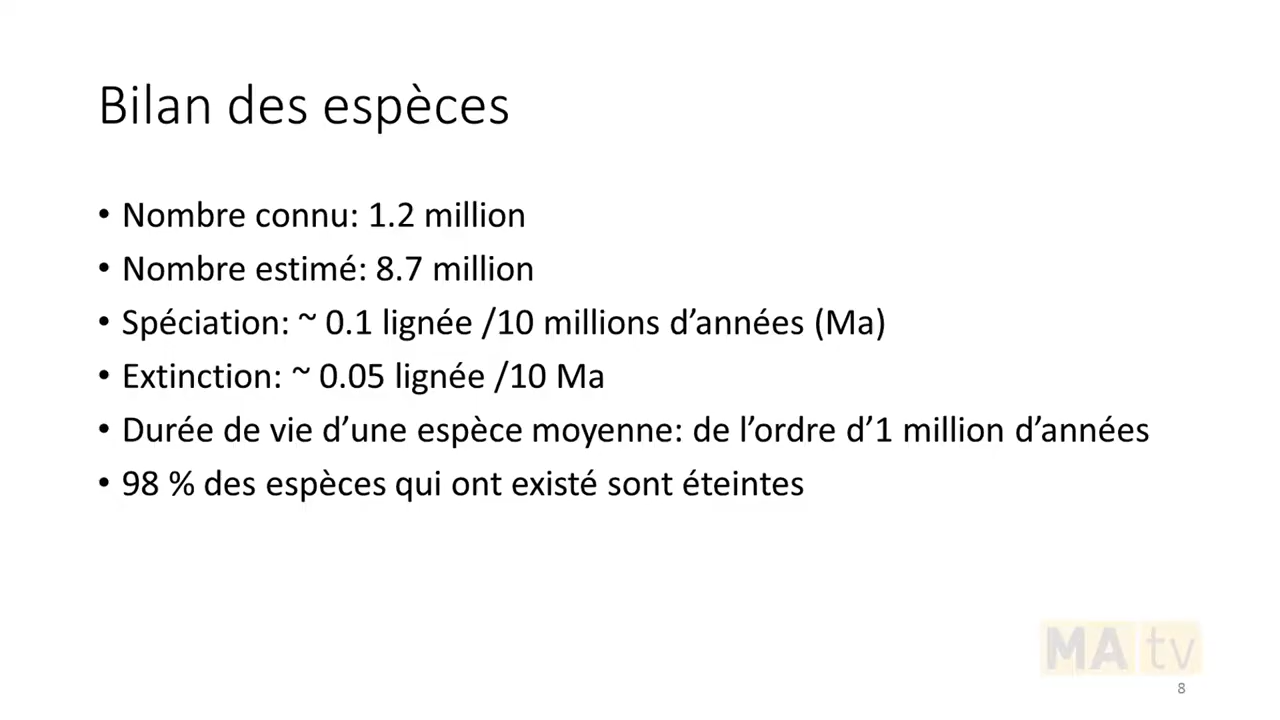 Bilan des espèces
• Nombre connu: 1.2 million
• Nombre estimé: 8.7 million
• Spéciation: ~ 0.1 lignée /10 millions d’années (Ma)
• Extinction: ~ 0.05 lignée /10 Ma
• Durée de vie d’une espèce moyenne: de l’ordre d’1 million d’années
• 98 % des espèces qui ont existé sont éteintes
MAtv
8